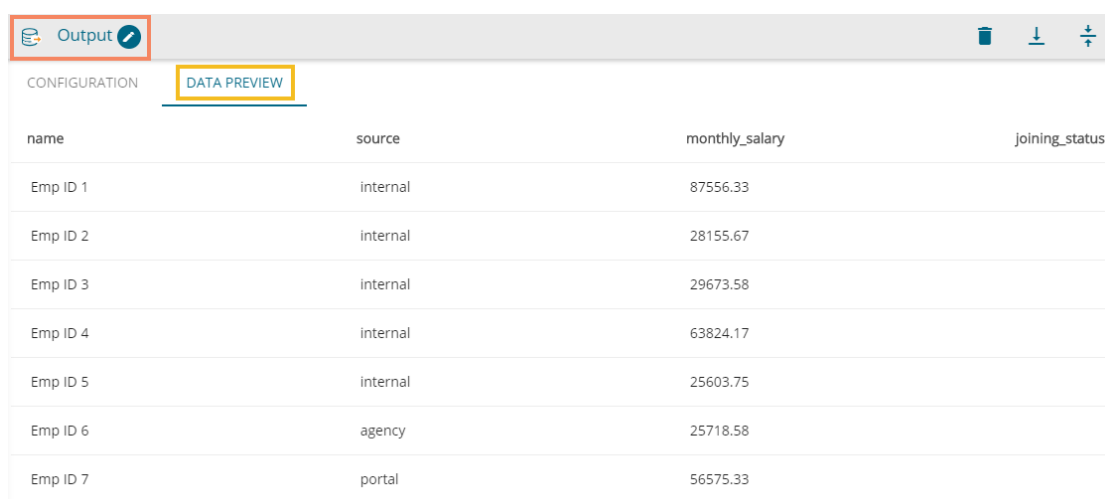 Output
CONFIGURATION DATA PREVIEW
name source monthly_salary joining_status
Emp ID 1 internal 87556.33
Emp ID 2 internal 28155.67
Emp ID 3 internal 29673.58
Emp ID 4 internal 63824.17
Emp ID 5 internal 25603.75
Emp ID 6 agency 25718.58
Emp ID 7 portal 56575.33